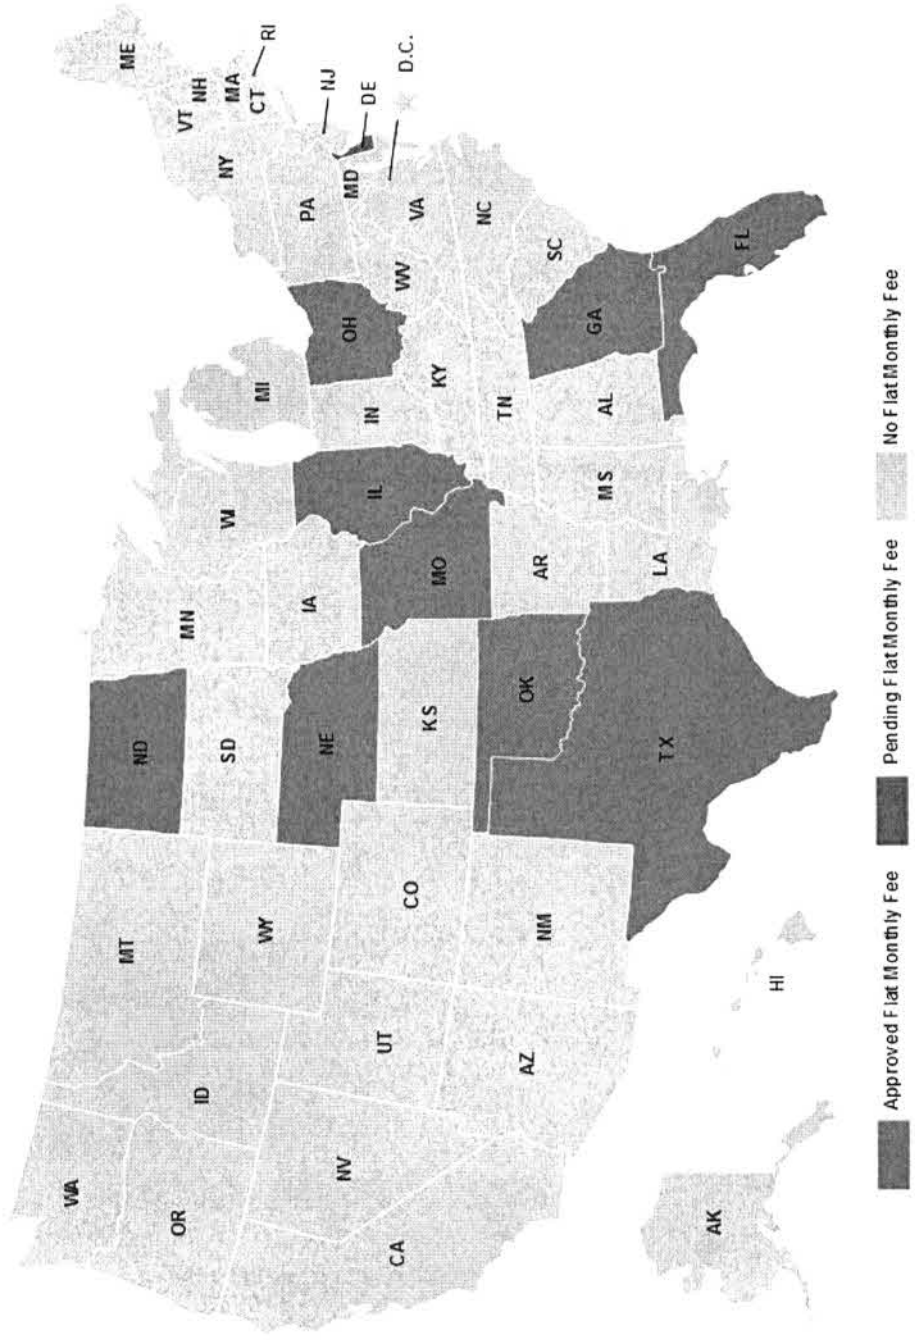 WA
OR
CA
NV
ID
MT
WY
UT
AZ
CO
NM
ND
SD
NE
KS
OK
TX
MN
IA
MO
AR
LA
WI
IL
MS
MI
IN
OH
KY
TN
AL
GA
FL
SC
NC
VA
WV
PA
NY
VT
NH
ME
MA
CT
RI
NJ
DE
MD
D.C.
AK
HI
Approved Flat Monthly Fee
Pending Flat Monthly Fee
No Flat Monthly Fee